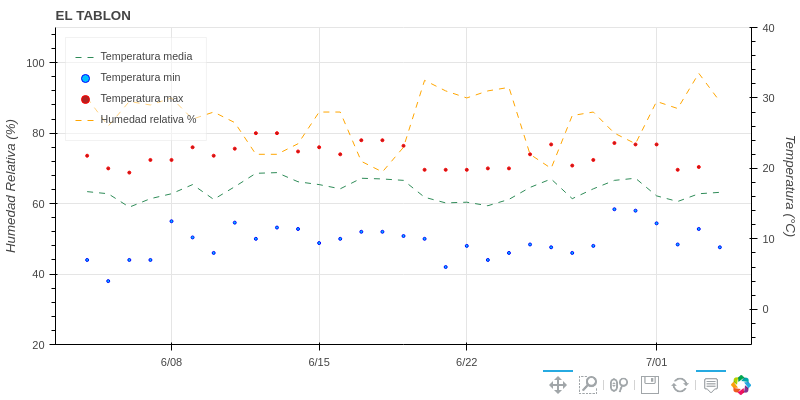 EL TABLON
Temperatura media
Temperatura min
Temperatura max
Humedad relativa %
Humedad Relativa (%)
100
80
60
40
20
Temperatura (°C)
40
30
20
10
0
6/08
6/15
6/22
7/01